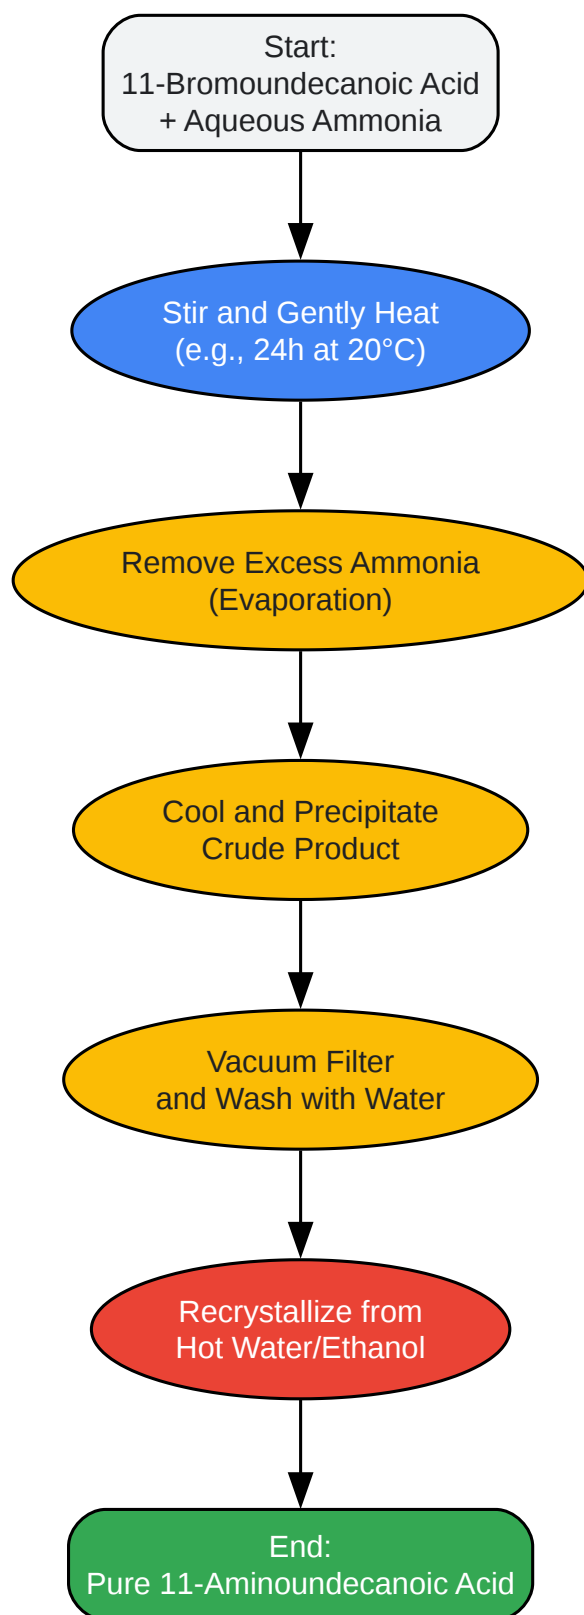 Start:
11-Bromoundecanoic Acid
+ Aqueous Ammonia
Stir and Gently Heat
(e.g., 24h at 20°C)
Remove Excess Ammonia
(Evaporation)
Cool and Precipitate
Crude Product
Vacuum Filter
and Wash with Water
Recrystallize from
Hot Water/Ethanol
End:
Pure 11-Aminoundecanoic Acid